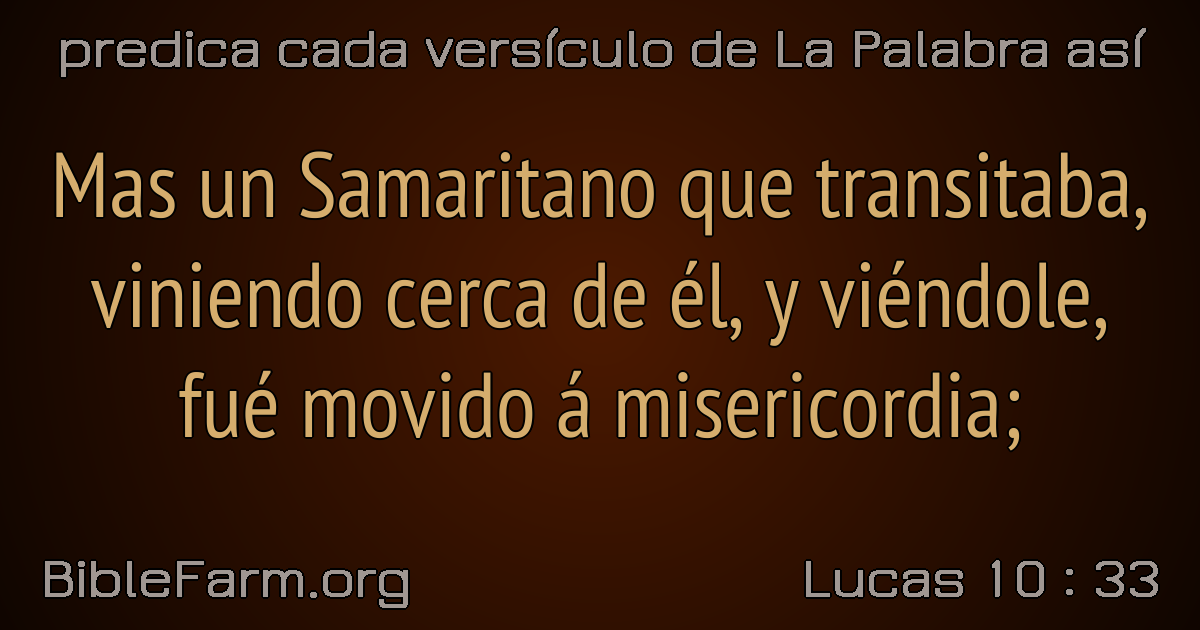 predica cada versículo de La Palabra así
Mas un Samaritano que transitaba,
viniendo cerca de él, y viéndole,
fué movido á misericordia;
BibleFarm.org
Lucas 10 : 33